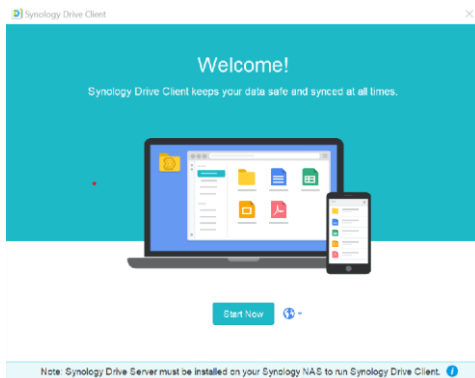 Synology Drive Client
Welcome!
Synology Drive Client keeps your data safe and synced at all times.
Start Now
Note: Synology Drive Server must be installed on your Synology NAS to run Synology Drive Client.